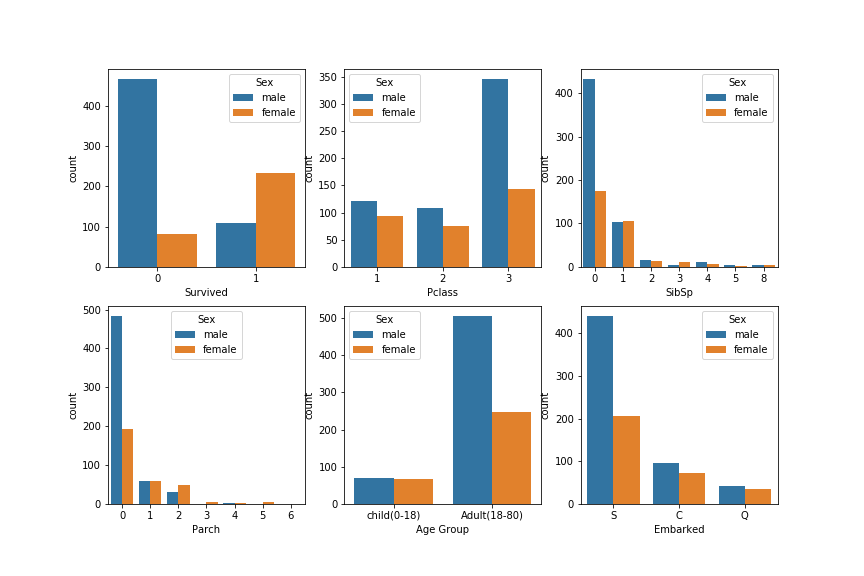 Sex
male
female
count
400
300
200
100
0
0 1
Survived
Sex
male
female
count
350
300
250
200
150
100
50
0
1 2 3
Pclass
Sex
male
female
count
400
300
200
100
0
0 1 2 3 4 5 8
SibSp
Sex
male
female
count
500
400
300
200
100
0
0 1 2 3 4 5 6
Parch
Sex
male
female
count
500
400
300
200
100
0
child(0-18) Adult(18-80)
Age Group
Sex
male
female
count
400
300
200
100
0
S C Q
Embarked